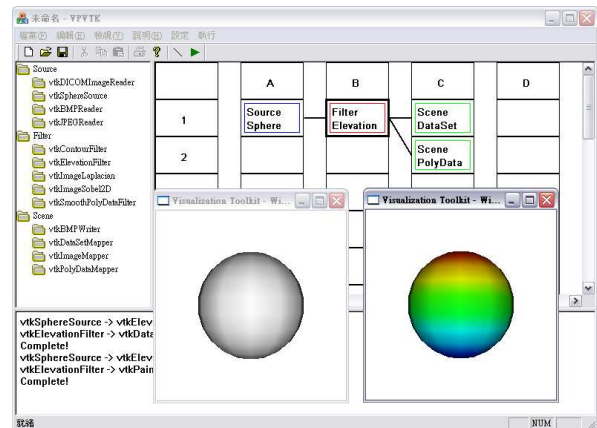 未命名 - VPVTK
檔案(F) 編輯(E) 檢視(V) 說明(H) 設定 執行
Source
vtkDICOMImageReader
vtkSphereSource
vtkBMPReader
vtkJPEGReader
Filter
vtkContourFilter
vtkElevationFilter
vtkImageLaplacian
vtkImageSobel2D
vtkSmoothPolyDataFilter
Scene
vtkBMPWriter
vtkDataSetMapper
vtkImageMapper
vtkPolyDataMapper
A B C D
1
Source
Sphere
Filter
Elevation
Scene
DataSet
2
Scene
PolyData
Visualization Toolkit - Wi...
Visualization Toolkit - Wi...
vtkSphereSource -> vtkElev
vtkElevationFilter -> vtkData
Complete!
vtkSphereSource -> vtkElev
vtkElevationFilter -> vtkPain
Complete!
就緒
NUM